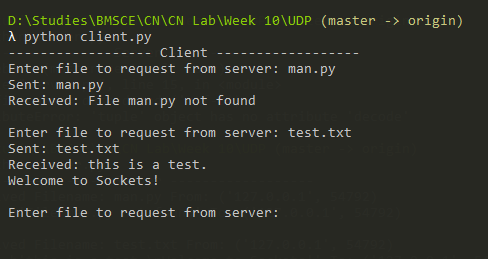 D:\Studies\BMSCE\CN\CN Lab\Week 10\UDP (master -> origin)
λ python client.py
------------------ Client ------------------
Enter file to request from server: man.py
Sent: man.py
Received: File man.py not found
Enter file to request from server: test.txt
Sent: test.txt
Received: this is a test.
Welcome to Sockets!
Enter file to request from server: